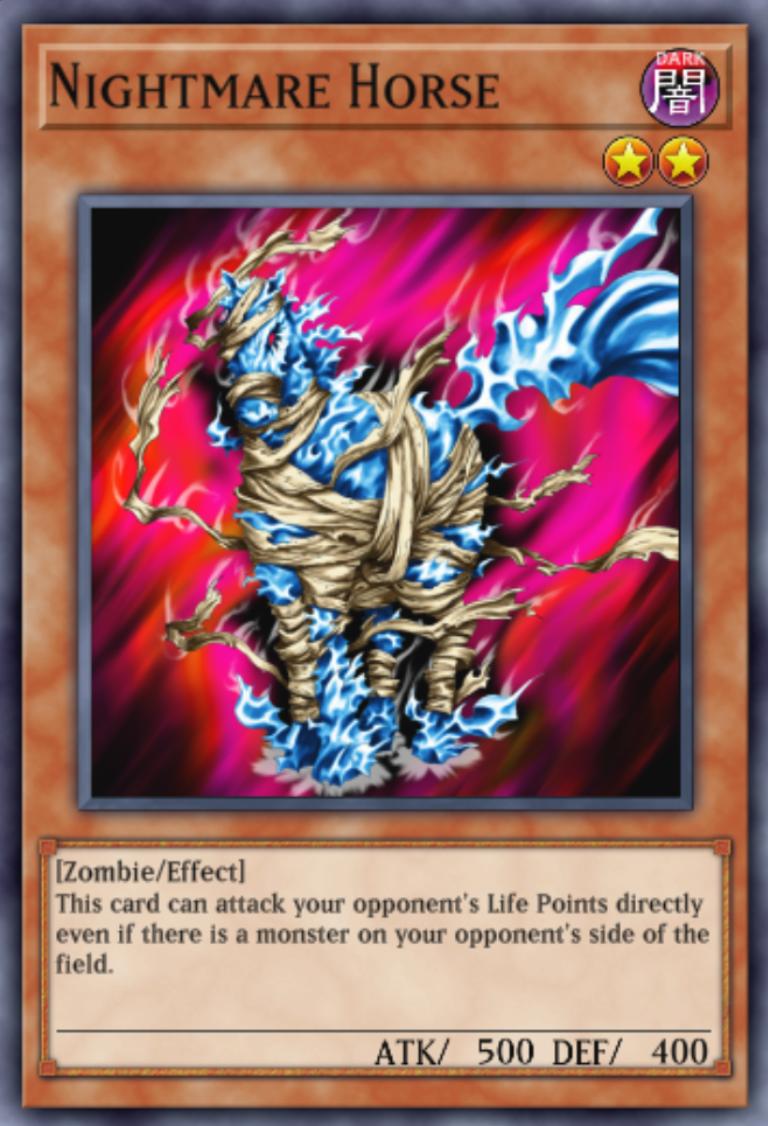 Nightmare Horse
DARK
闇
[Zombie/Effect]
This card can attack your opponent's Life Points directly
even if there is a monster on your opponent's side of the
field.
ATK/ 500 DEF/ 400